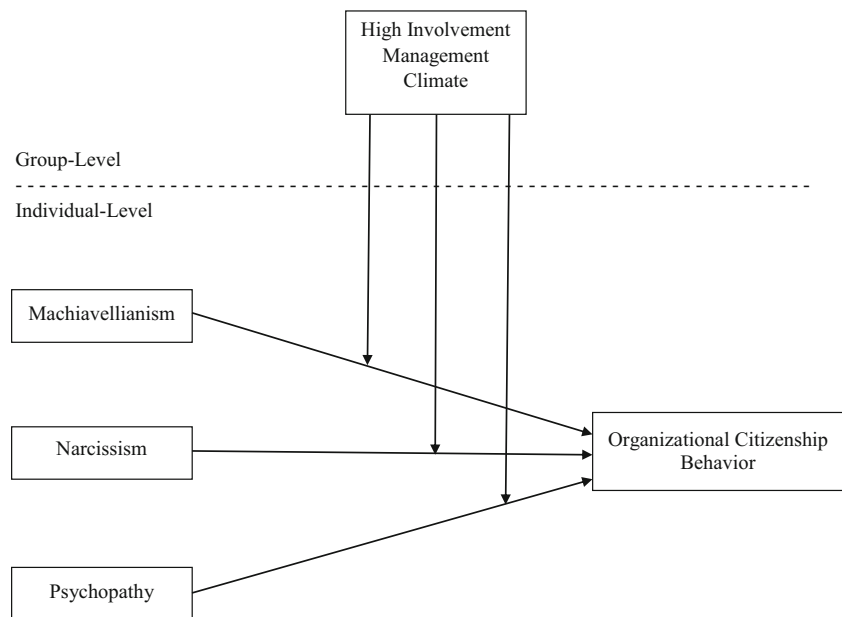 High Involvement
Management
Climate
Group-Level
Individual-Level
Machiavellianism
Narcissism
Organizational Citizenship
Behavior
Psychopathy